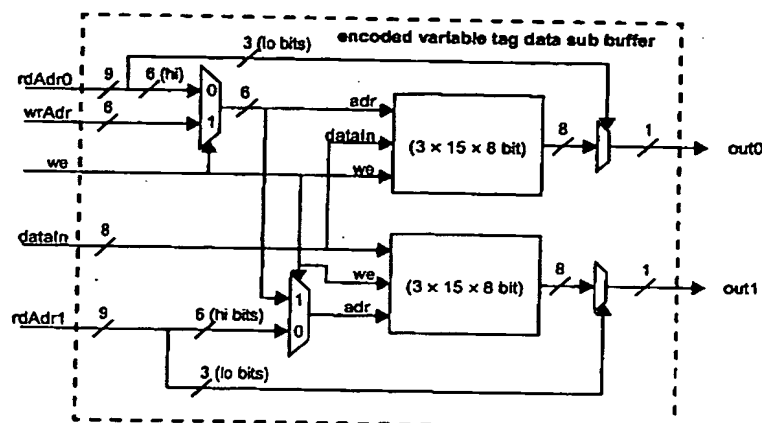 encoded variable tag data sub buffer
3 (lo bits)
rdAdr0
9
6 (hi)
0
6
adr
wrAdr
6
1
dataIn
(3 × 15 × 8 bit)
8
1
out0
we
we
dataIn
8
we
(3 × 15 × 8 bit)
8
1
out1
1
adr
rdAdr1
9
6 (hi bits)
0
3 (lo bits)